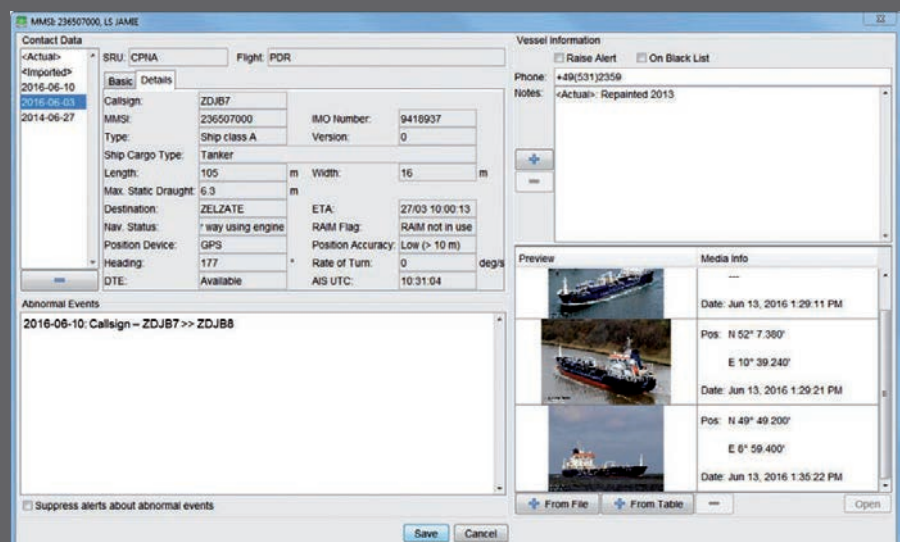 MMSI: 236507000, LS JAMIE
Contact Data
<Actual>
<Imported>
2016-06-10
2016-06-03
2014-06-27
SRU: CPNA Flight: PDR
Basic Details
Callsign: ZDJB7
MMSI: 236507000 IMO Number: 9418937
Type: Ship class A Version: 0
Ship Cargo Type: Tanker
Length: 105 m Width: 16 m
Max. Static Draught: 6.3 m
Destination: ZELZATE ETA: 27/03 10:00:13
Nav. Status: way using engine RAIM Flag: RAIM not in use
Position Device: GPS Position Accuracy: Low (> 10 m)
Heading: 177 ° Rate of Turn: 0 deg/s
DTE: Available AIS UTC: 10:31:04
Abnormal Events
2016-06-10: Callsign – ZDJB7 >> ZDJB8
Suppress alerts about abnormal events
Vessel Information
Raise Alert On Black List
Phone: +49(531)2359
Notes: <Actual>: Repainted 2013
Preview Media Info
---
Date: Jun 13, 2016 1:29:11 PM
Pos: N 52° 7.380'
E 10° 39.240'
Date: Jun 13, 2016 1:29:21 PM
Pos: N 49° 49.200'
E 6° 59.400'
Date: Jun 13, 2016 1:35:22 PM
From File From Table Open
Save Cancel